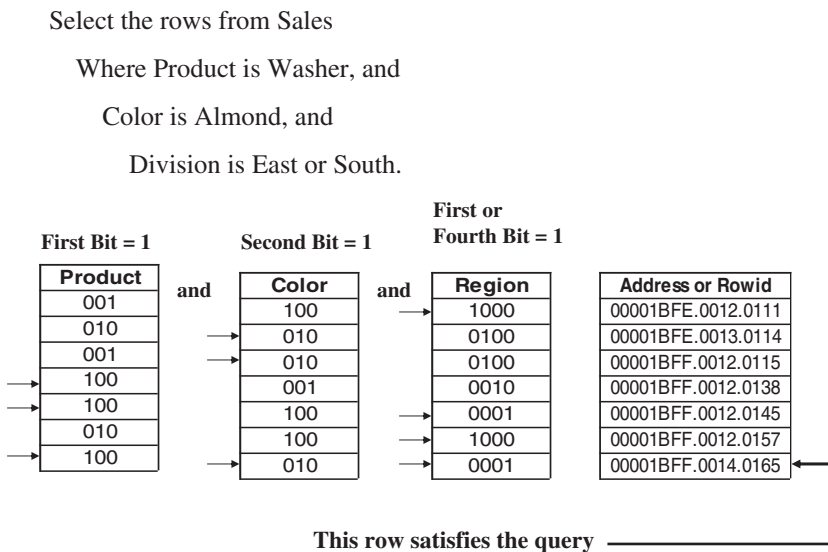 Select the rows from Sales
Where Product is Washer, and
Color is Almond, and
Division is East or South.
First Bit = 1
Second Bit = 1
First or
Fourth Bit = 1
Product and Color and Region Address or Rowid
001 100 1000 00001BFE.0012.0111
010 010 0100 00001BFE.0013.0114
001 010 0100 00001BFF.0012.0115
100 001 0010 00001BFF.0012.0138
100 100 0001 00001BFF.0012.0145
010 100 1000 00001BFF.0012.0157
100 010 0001 00001BFF.0014.0165
This row satisfies the query